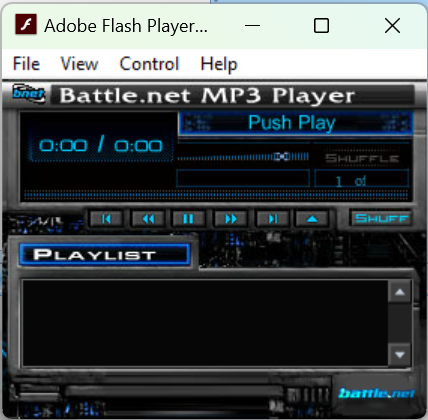 Adobe Flash Player...
File View Control Help
bnet Battle.net MP3 Player
Push Play
0:00 / 0:00
Shuffle
1 of
Shuff
Playlist
battle.net